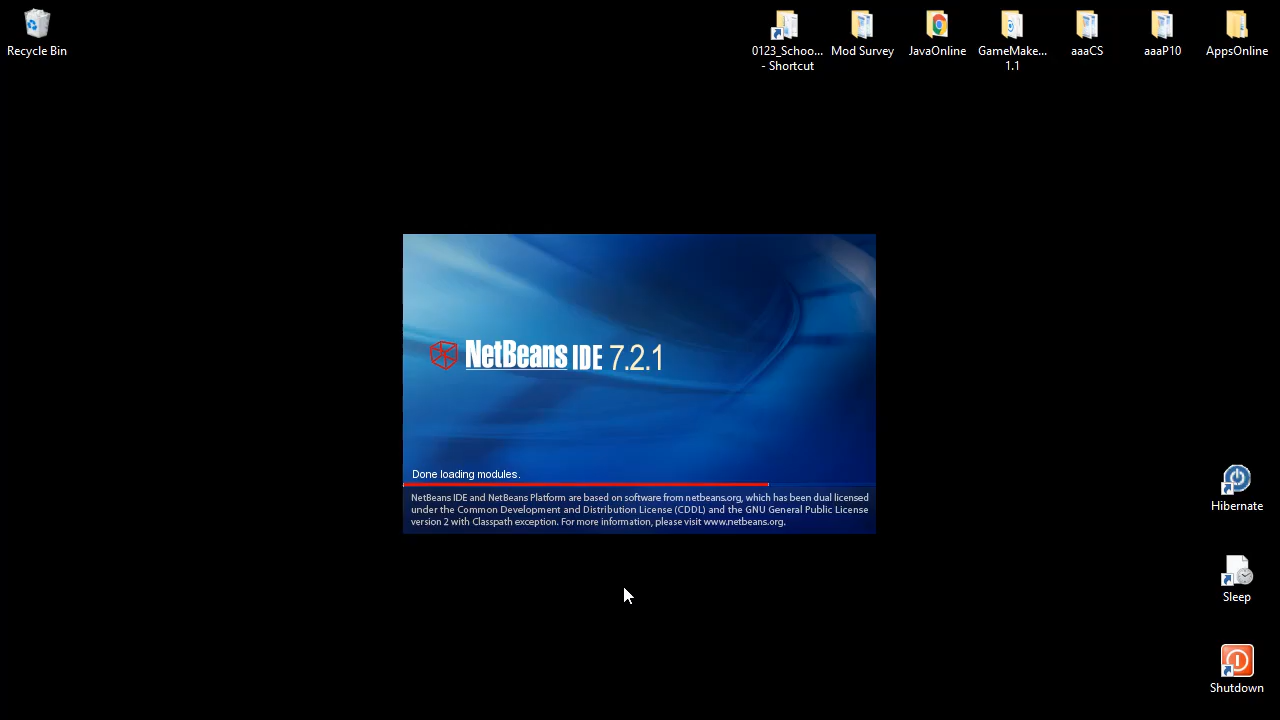 Recycle Bin
0123_Schoo...
- Shortcut
Mod Survey
JavaOnline
GameMake...
1.1
aaaCS
aaaP10
AppsOnline
NetBeans IDE 7.2.1
Done loading modules.
NetBeans IDE and NetBeans Platform are based on software from netbeans.org, which has been dual licensed
under the Common Development and Distribution License (CDDL) and the GNU General Public License
version 2 with Classpath exception. For more information, please visit www.netbeans.org.
Hibernate
Sleep
Shutdown